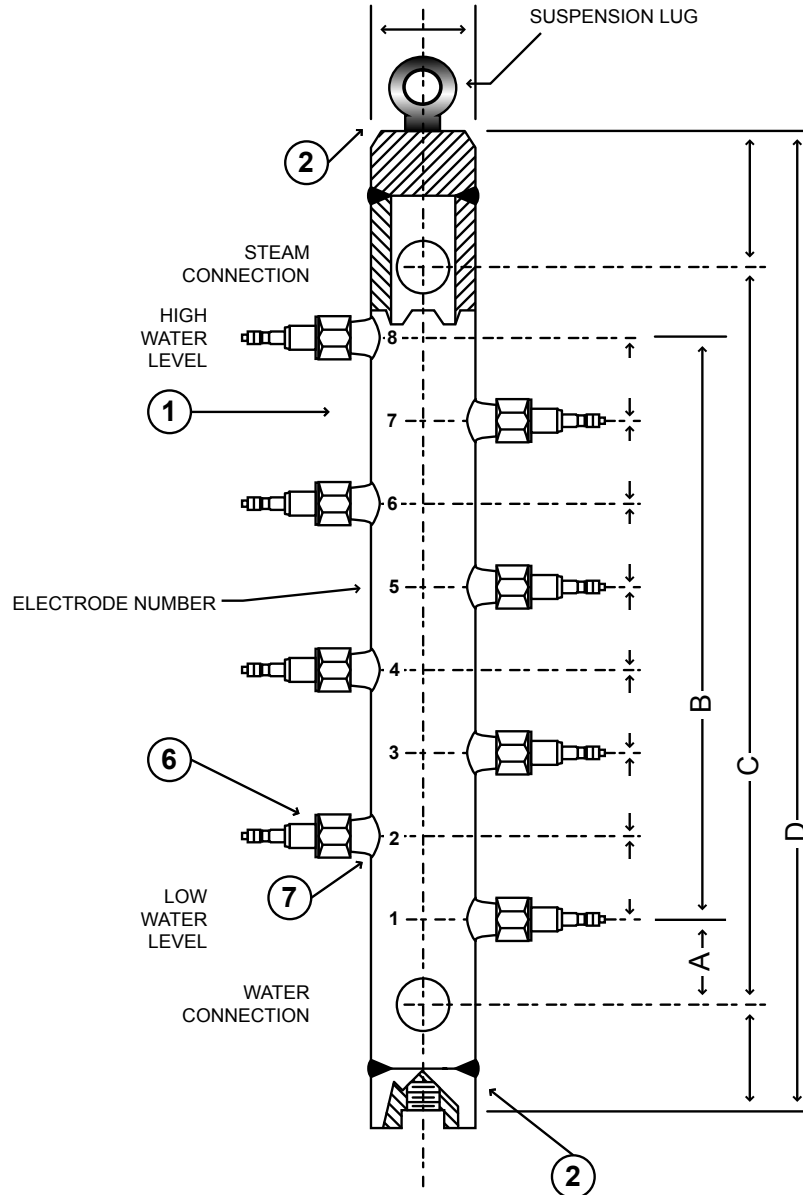 SUSPENSION LUG
2
STEAM
CONNECTION
HIGH
WATER
LEVEL
8
1
7
6
5
ELECTRODE NUMBER
4
B
C
3
6
D
2
7
LOW
WATER
LEVEL
1
A
WATER
CONNECTION
2